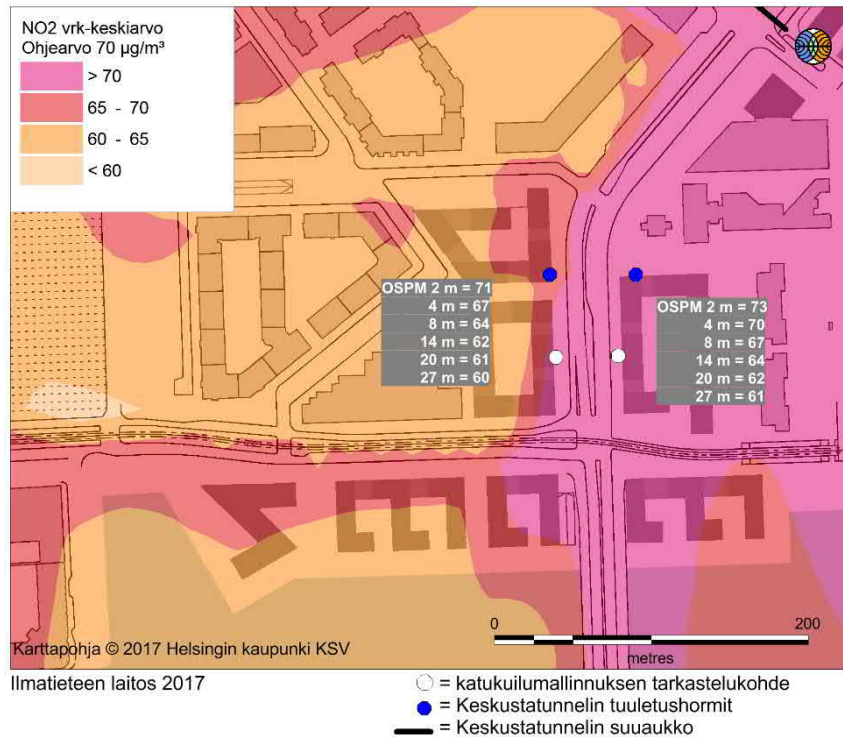 NO2 vrk-keskiarvo
Ohjearvo 70 µg/m³
> 70
65 - 70
60 - 65
< 60
OSPM 2 m = 71
4 m = 67
8 m = 64
14 m = 62
20 m = 61
27 m = 60
OSPM 2 m = 73
4 m = 70
8 m = 67
14 m = 64
20 m = 62
27 m = 61
Karttapohja © 2017 Helsingin kaupunki KSV
0 200
metres
Ilmatieteen laitos 2017
= katukuilumallinnuksen tarkastelukohde
= Keskustatunnelin tuuletushormit
= Keskustatunnelin suuaukko